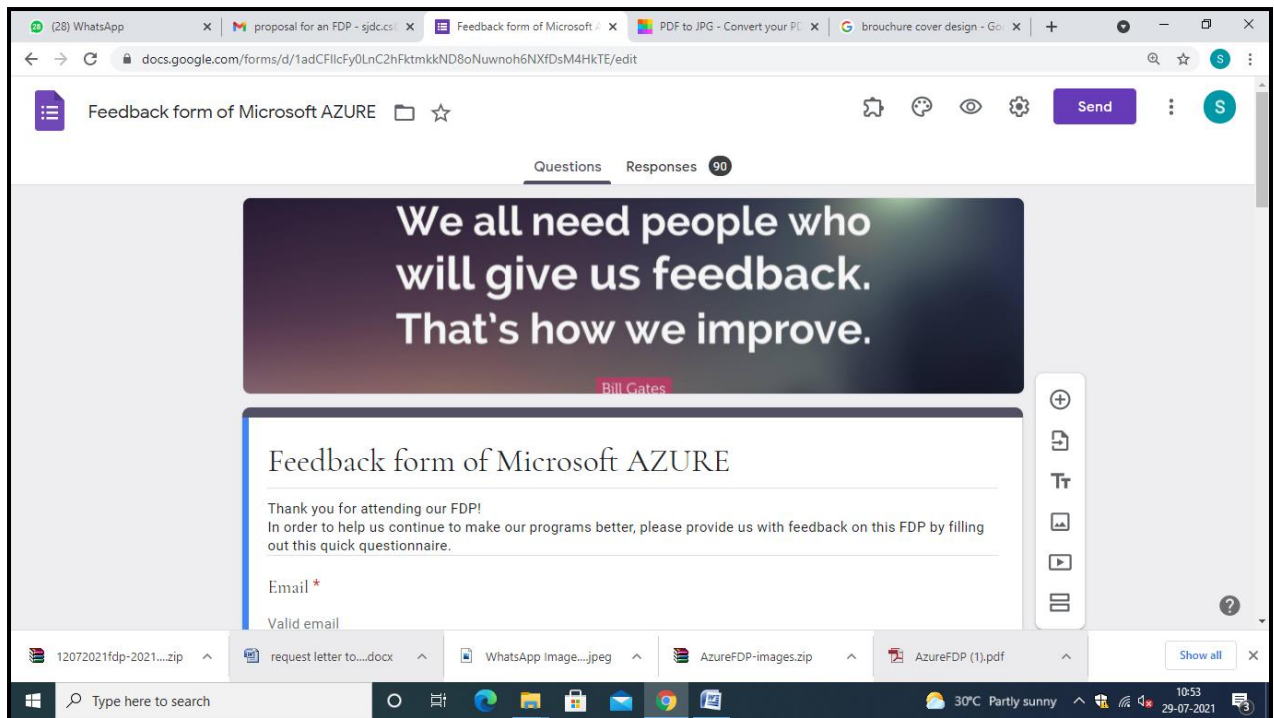 28 (28) WhatsApp
proposal for an FDP - sjdc.cs
Feedback form of Microsoft A
PDF to JPG - Convert your PD
brouchure cover design - Goo
docs.google.com/forms/d/1adCFIlcFy0LnC2hFktmkkND8oNuwnoh6NXfDsM4HkTE/edit
S
Feedback form of Microsoft AZURE
Send
S
Questions
Responses 90
We all need people who
will give us feedback.
That's how we improve.
Bill Gates
Feedback form of Microsoft AZURE
Thank you for attending our FDP!
In order to help us continue to make our programs better, please provide us with feedback on this FDP by filling
out this quick questionnaire.
Email *
Valid email
Tт
12072021fdp-2021....zip
request letter to....docx
WhatsApp Image....jpeg
AzureFDP-images.zip
AzureFDP (1).pdf
Show all
Type here to search
30°C Partly sunny
10:53
29-07-2021
3